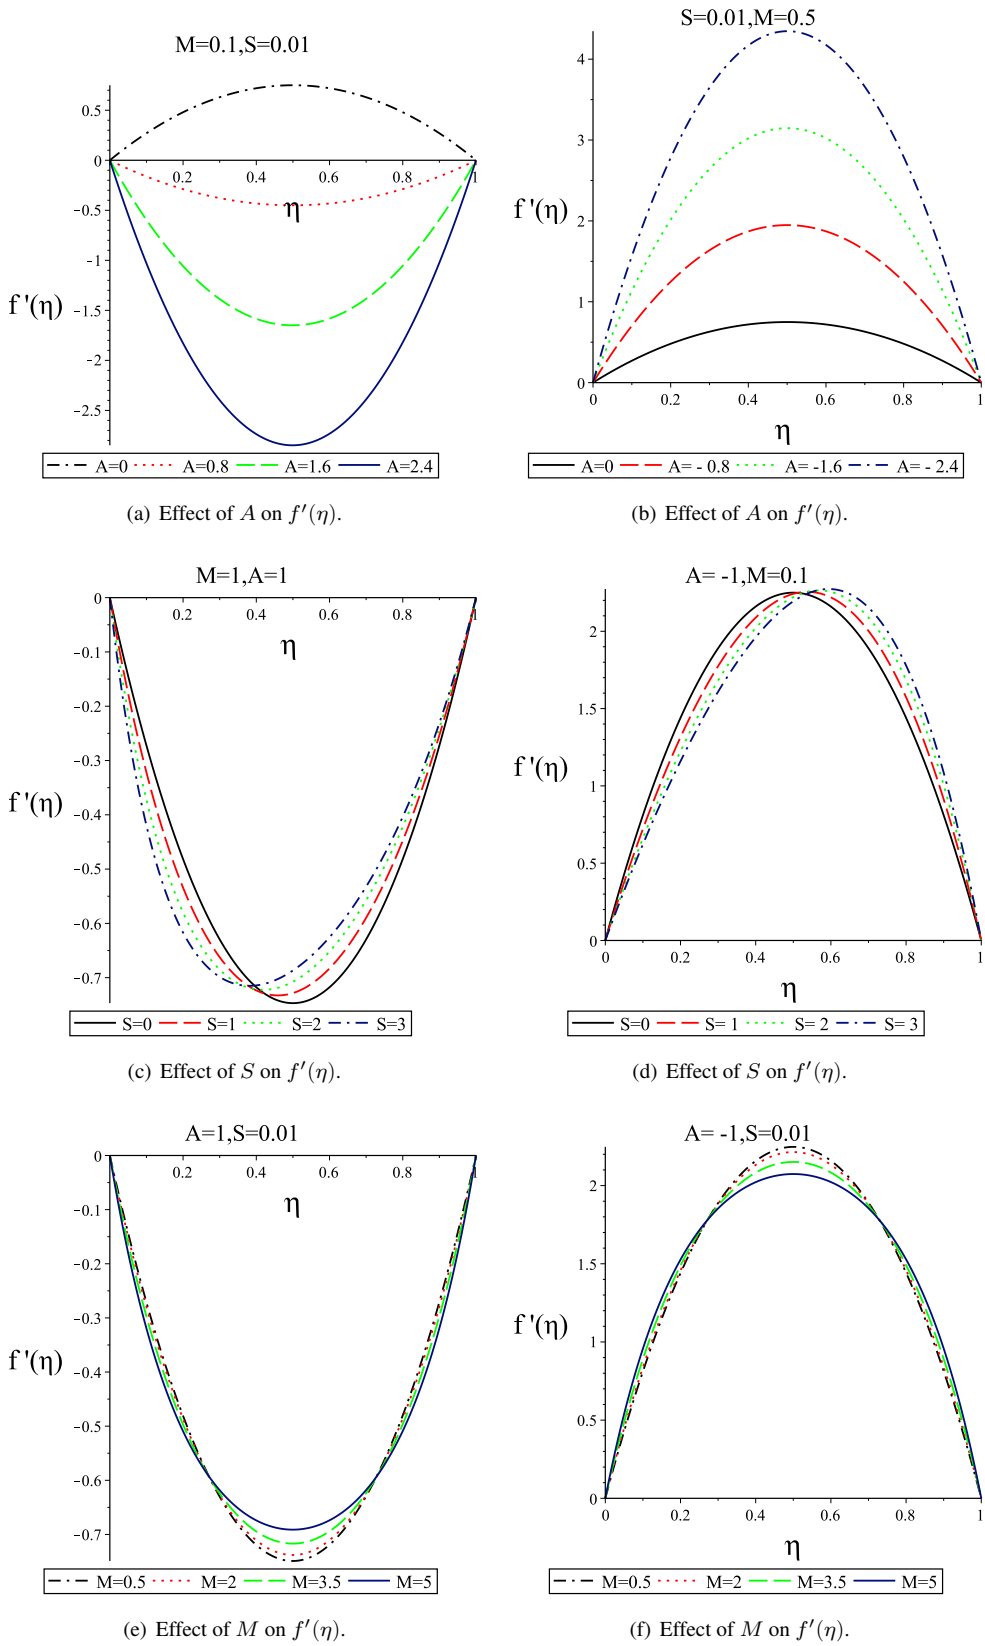 M=0.1,S=0.01
0.5
0
0.2 0.4 0.6 0.8 1
η
−0.5
−1
f '(η)
−1.5
−2
−2.5
A=0 A=0.8 A=1.6 A=2.4
(a) Effect of A on f′(η).
S=0.01,M=0.5
4
3
f '(η)
2
1
0
0 0.2 0.4 0.6 0.8 1
η
A=0 A= - 0.8 A= -1.6 A= - 2.4
(b) Effect of A on f′(η).
M=1,A=1
0
0.2 0.4 0.6 0.8 1
η
−0.1
−0.2
−0.3
f '(η)
−0.4
−0.5
−0.6
−0.7
S=0 S=1 S=2 S=3
(c) Effect of S on f′(η).
A= -1,M=0.1
2
1.5
f '(η)
1
0.5
0
0 0.2 0.4 0.6 0.8 1
η
S=0 S= 1 S= 2 S= 3
(d) Effect of S on f′(η).
A=1,S=0.01
0
0.2 0.4 0.6 0.8 1
η
−0.1
−0.2
−0.3
f '(η)
−0.4
−0.5
−0.6
−0.7
M=0.5 M=2 M=3.5 M=5
(e) Effect of M on f′(η).
A= -1,S=0.01
2
1.5
f '(η)
1
0.5
0
0 0.2 0.4 0.6 0.8 1
η
M=0.5 M=2 M=3.5 M=5
(f) Effect of M on f′(η).